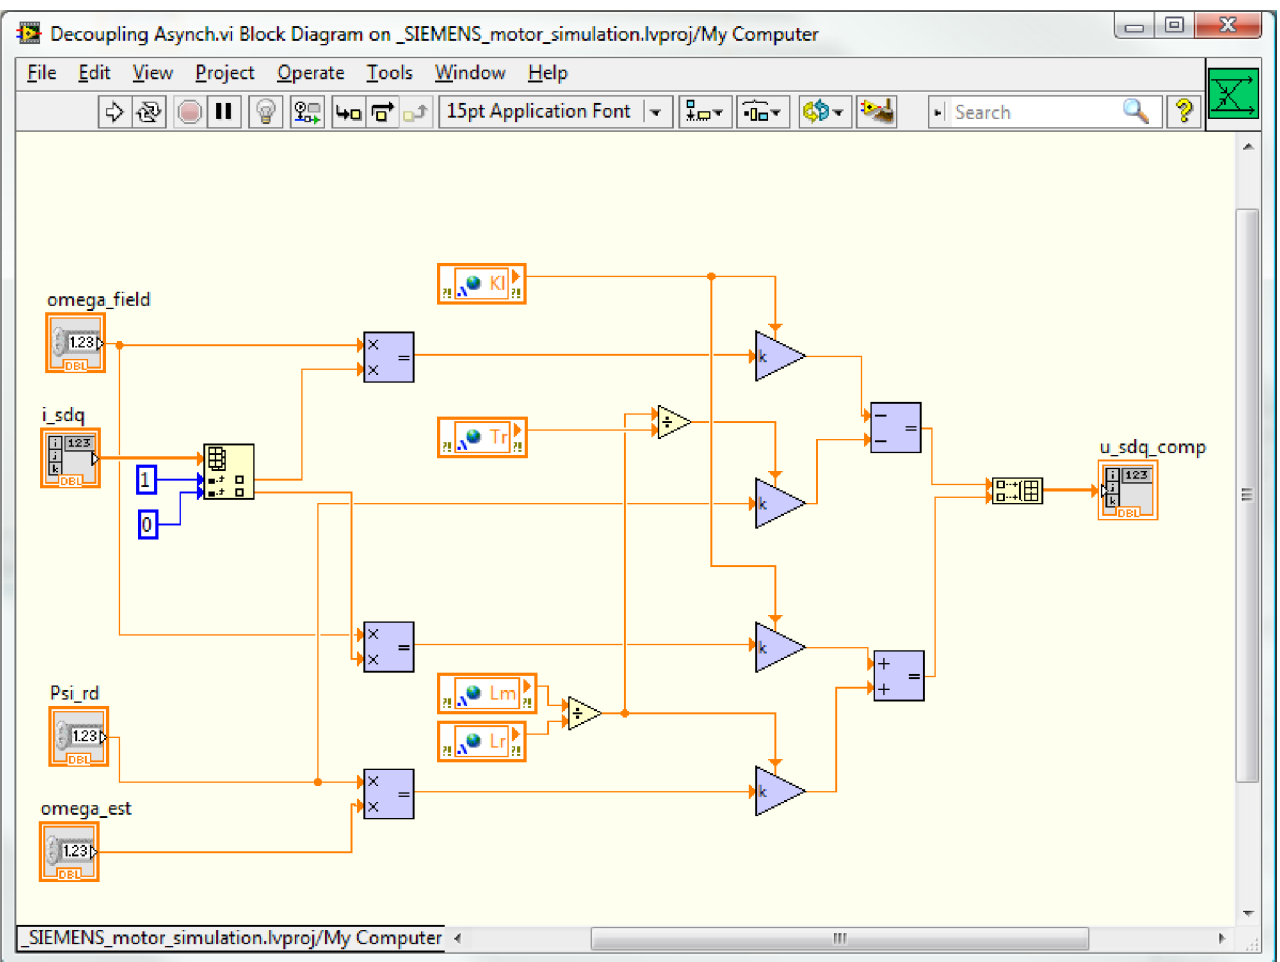 Decoupling Asynch.vi Block Diagram on _SIEMENS_motor_simulation.lvproj/My Computer
File Edit View Project Operate Tools Window Help
15pt Application Font
Search
?
?! Kl ?!
omega_field
1.23
DBL
× × =
k
i_sdq
i 123
j
k
DBL
?! Tr ?!
÷
− − =
1
0
k
u_sdq_comp
i 123
j
k
DBL
× × =
k
+ + =
?! Lm ?!
÷
?! Lr ?!
Psi_rd
1.23
DBL
× × =
k
omega_est
1.23
DBL
_SIEMENS_motor_simulation.lvproj/My Computer